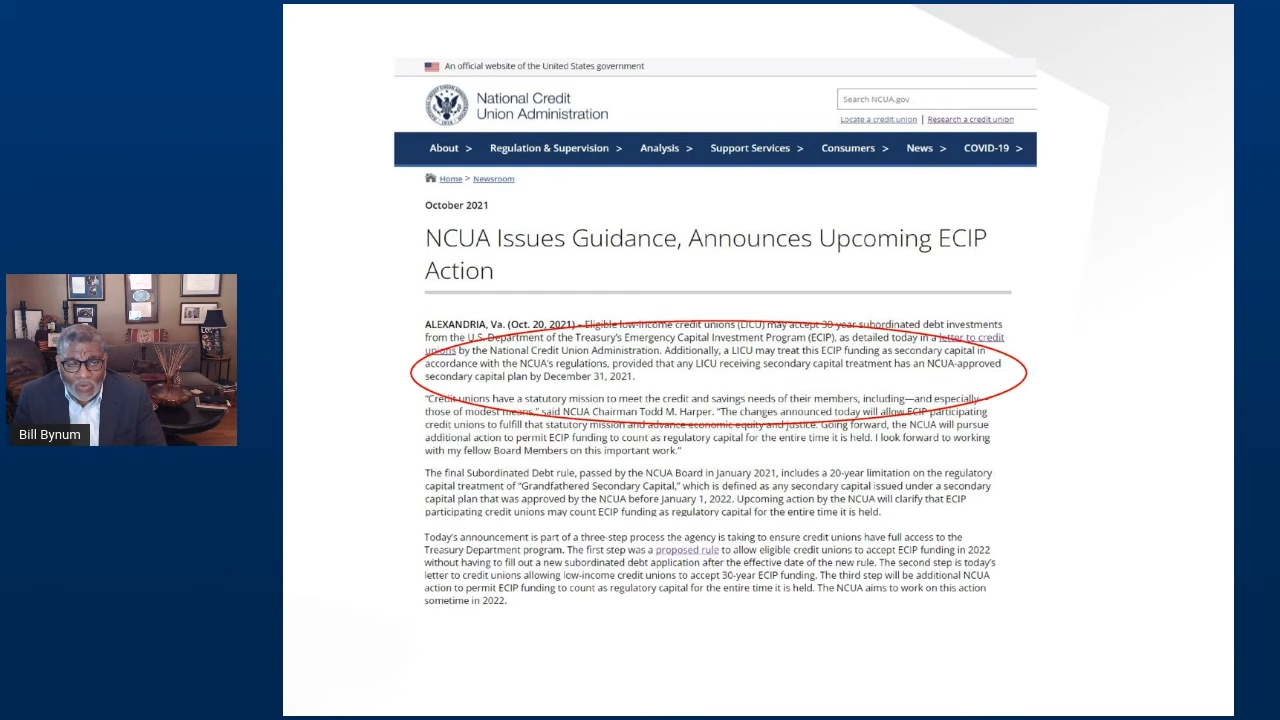 An official website of the United States government
National Credit
Union Administration
Search NCUA.gov
Locate a credit union | Research a credit union
About > Regulation & Supervision > Analysis > Support Services > Consumers > News > COVID-19 >
Home > Newsroom
October 2021
NCUA Issues Guidance, Announces Upcoming ECIP
Action
ALEXANDRIA, Va. (Oct. 20, 2021) – Eligible low-income credit unions (LICU) may accept 30-year subordinated debt investments
from the U.S. Department of the Treasury's Emergency Capital Investment Program (ECIP), as detailed today in a letter to credit
unions by the National Credit Union Administration. Additionally, a LICU may treat this ECIP funding as secondary capital in
accordance with the NCUA's regulations, provided that any LICU receiving secondary capital treatment has an NCUA-approved
secondary capital plan by December 31, 2021.
"Credit unions have a statutory mission to meet the credit and savings needs of their members, including—and especially—
those of modest means," said NCUA Chairman Todd M. Harper. "The changes announced today will allow ECIP participating
credit unions to fulfill that statutory mission and advance economic equity and justice. Going forward, the NCUA will pursue
additional action to permit ECIP funding to count as regulatory capital for the entire time it is held. I look forward to working
with my fellow Board Members on this important work."
The final Subordinated Debt rule, passed by the NCUA Board in January 2021, includes a 20-year limitation on the regulatory
capital treatment of "Grandfathered Secondary Capital," which is defined as any secondary capital issued under a secondary
capital plan that was approved by the NCUA before January 1, 2022. Upcoming action by the NCUA will clarify that ECIP
participating credit unions may count ECIP funding as regulatory capital for the entire time it is held.
Today's announcement is part of a three-step process the agency is taking to ensure credit unions have full access to the
Treasury Department program. The first step was a proposed rule to allow eligible credit unions to accept ECIP funding in 2022
without having to fill out a new subordinated debt application after the effective date of the new rule. The second step is today's
letter to credit unions allowing low-income credit unions to accept 30-year ECIP funding. The third step will be additional NCUA
action to permit ECIP funding to count as regulatory capital for the entire time it is held. The NCUA aims to work on this action
sometime in 2022.
Bill Bynum